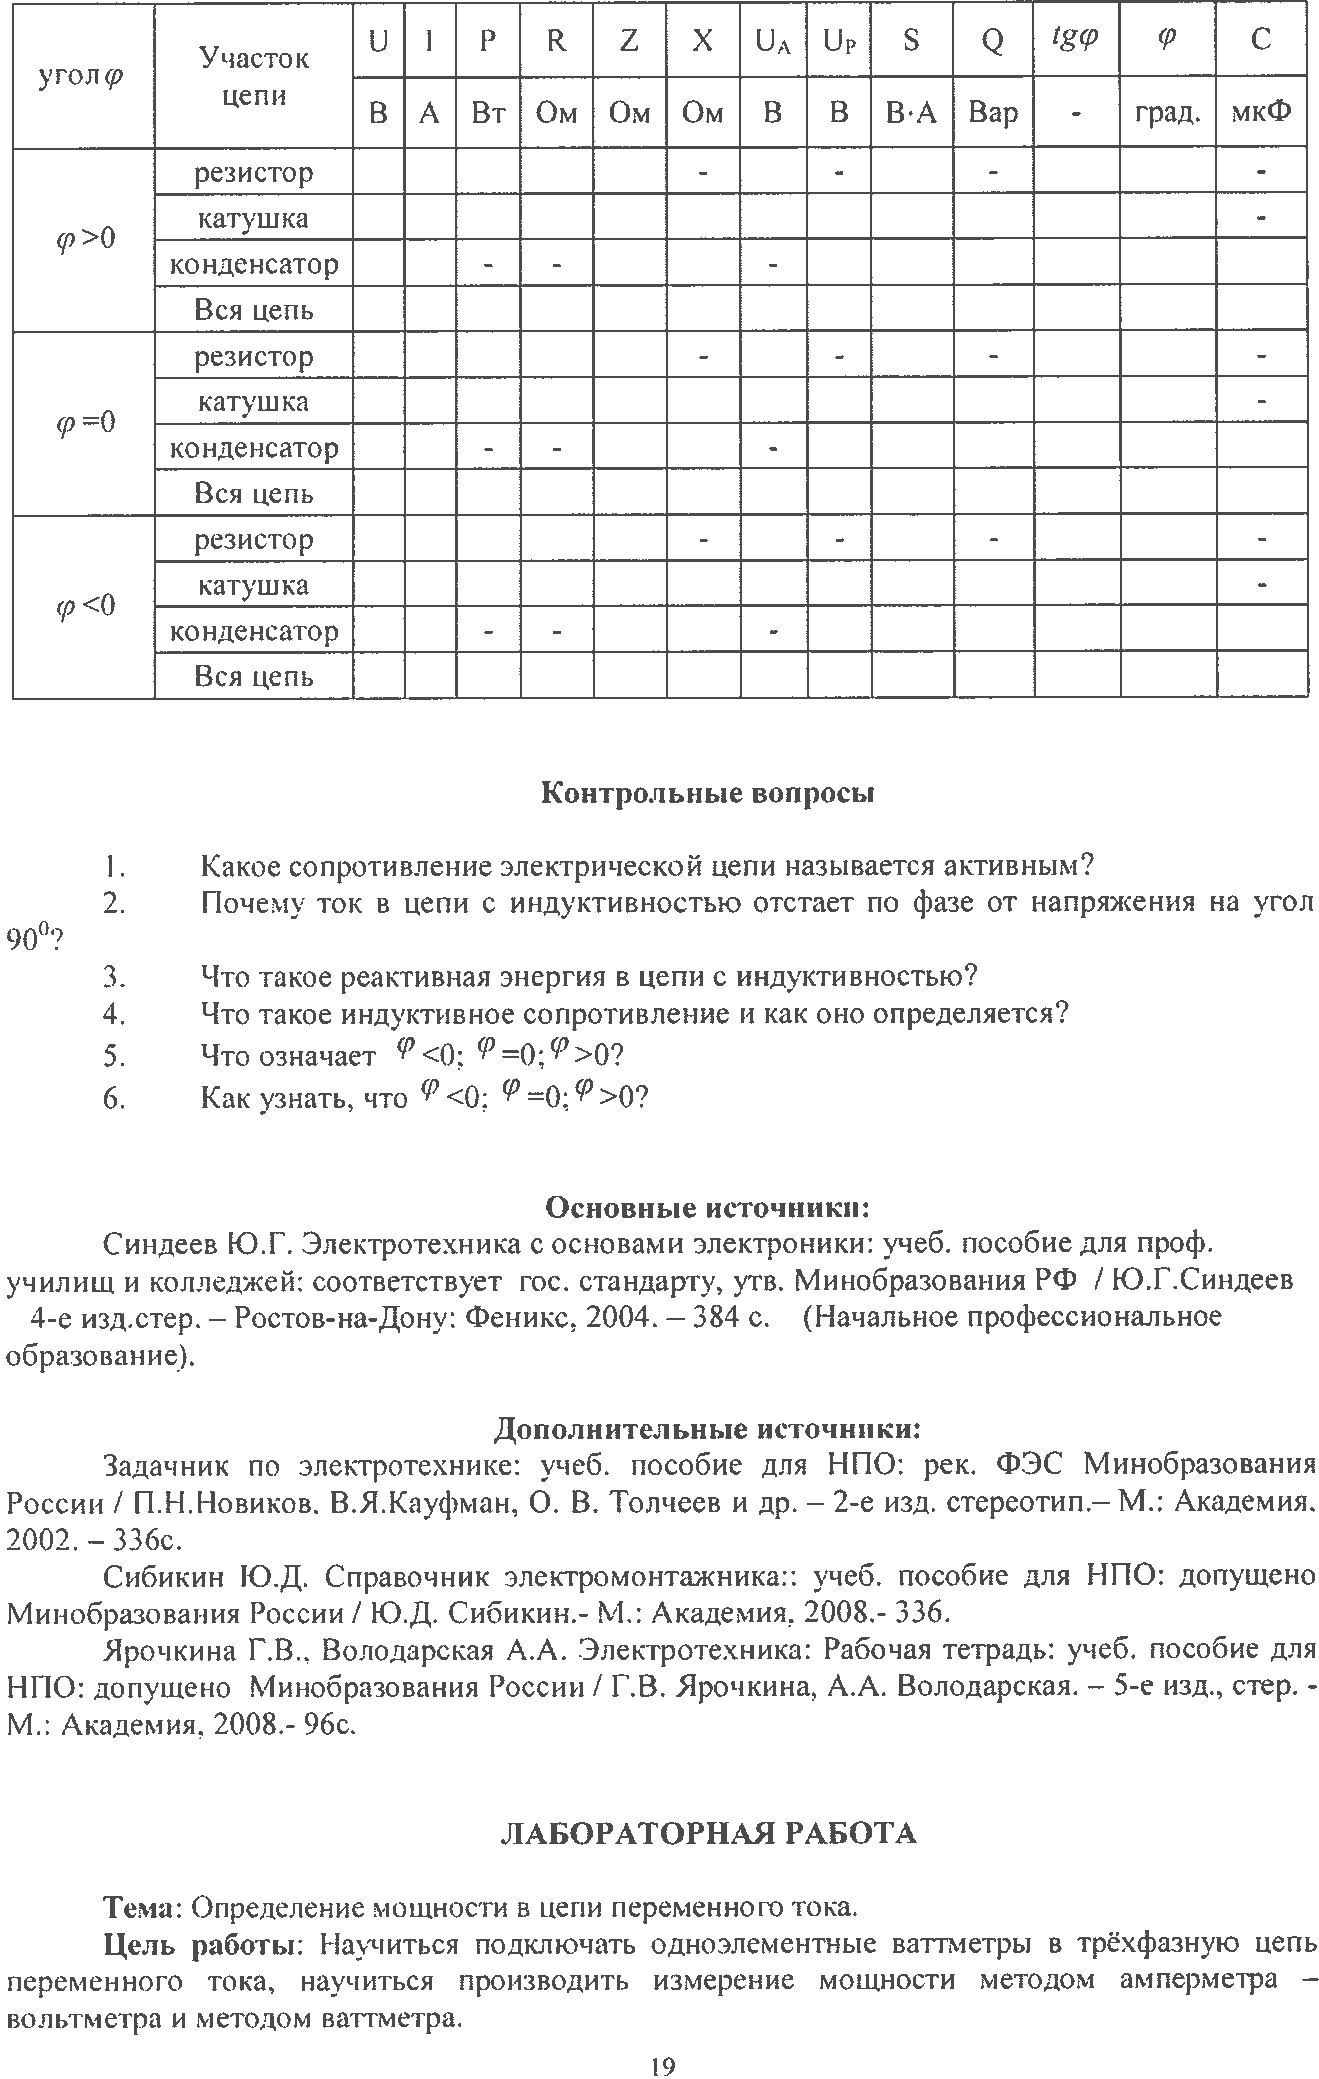 угол φ Участок цепи U I P R Z X U_A U_P S Q tgφ φ C
В А Вт Ом Ом Ом В В В·А Вар - град. мкФ
φ >0 резистор - - - -
катушка -
конденсатор - - -
Вся цепь
φ =0 резистор - - - -
катушка -
конденсатор - - -
Вся цепь
φ <0 резистор - - - -
катушка -
конденсатор - - -
Вся цепь
Контрольные вопросы
1. Какое сопротивление электрической цепи называется активным?
2. Почему ток в цепи с индуктивностью отстает по фазе от напряжения на угол
90⁰?
3. Что такое реактивная энергия в цепи с индуктивностью?
4. Что такое индуктивное сопротивление и как оно определяется?
5. Что означает φ <0; φ =0; φ >0?
6. Как узнать, что φ <0; φ =0; φ >0?
Основные источники:
Синдеев Ю.Г. Электротехника с основами электроники: учеб. пособие для проф.
училищ и колледжей: соответствует гос. стандарту, утв. Минобразования РФ / Ю.Г.Синдеев
4-е изд.стер. – Ростов-на-Дону: Феникс, 2004. – 384 с. (Начальное профессиональное
образование).
Дополнительные источники:
Задачник по электротехнике: учеб. пособие для НПО: рек. ФЭС Минобразования
России / П.Н.Новиков. В.Я.Кауфман, О. В. Толчеев и др. – 2-е изд. стереотип.– М.: Академия.
2002. – 336с.
Сибикин Ю.Д. Справочник электромонтажника:: учеб. пособие для НПО: допущено
Минобразования России / Ю.Д. Сибикин.- М.: Академия, 2008.- 336.
Ярочкина Г.В., Володарская А.А. Электротехника: Рабочая тетрадь: учеб. пособие для
НПО: допущено Минобразования России / Г.В. Ярочкина, А.А. Володарская. – 5-е изд., стер. -
М.: Академия, 2008.- 96с.
ЛАБОРАТОРНАЯ РАБОТА
Тема: Определение мощности в цепи переменного тока.
Цель работы: Научиться подключать одноэлементные ваттметры в трёхфазную цепь
переменного тока, научиться производить измерение мощности методом амперметра –
вольтметра и методом ваттметра.
19